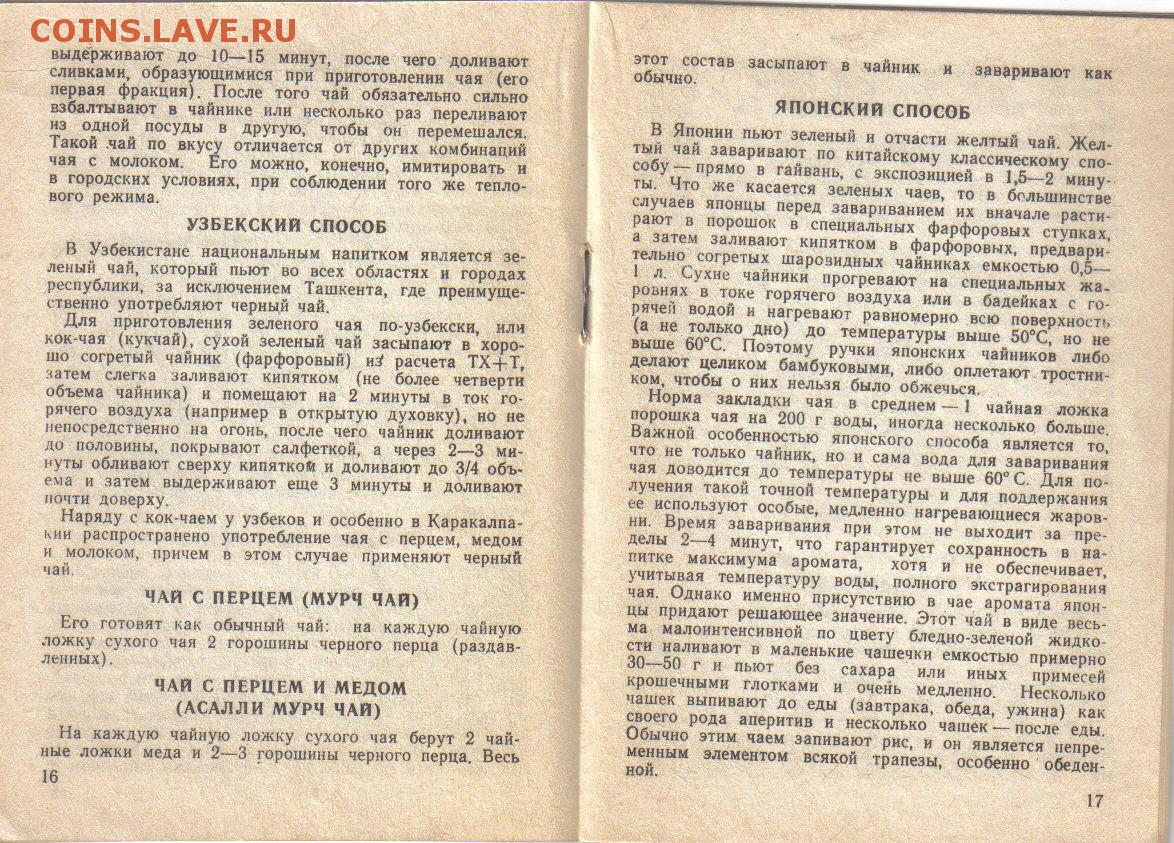 COINS.LAVE.RU
выдерживают до 10—15 минут, после чего доливают
сливками, образующимися при приготовлении чая (его
первая фракция). После того чай обязательно сильно
взбалтывают в чайнике или несколько раз переливают
из одной посуды в другую, чтобы он перемешался.
Такой чай по вкусу отличается от других комбинаций
чая с молоком. Его можно, конечно, имитировать и
в городских условиях, при соблюдении того же тепло-
вого режима.
УЗБЕКСКИЙ СПОСОБ
В Узбекистане национальным напитком является зе-
леный чай, который пьют во всех областях и городах
республики, за исключением Ташкента, где преимуще-
ственно употребляют черный чай.
Для приготовления зеленого чая по-узбекски, или
кок-чая (кукчай), сухой зеленый чай засыпают в хоро-
шо согретый чайник (фарфоровый) из расчета ТХ+Т,
затем слегка заливают кипятком (не более четверти
объема чайника) и помещают на 2 минуты в ток го-
рячего воздуха (например в открытую духовку), но не
непосредственно на огонь, после чего чайник доливают
до половины, покрывают салфеткой, а через 2—3 ми-
нуты обливают сверху кипятком и доливают до 3/4 объ-
ема и затем выдерживают еще 3 минуты и доливают
почти доверху.
Наряду с кок-чаем у узбеков и особенно в Каракалпа-
кии распространено употребление чая с перцем, медом
и молоком, причем в этом случае применяют черный
чай.
ЧАЙ С ПЕРЦЕМ (МУРЧ ЧАЙ)
Его готовят как обычный чай: на каждую чайную
ложку сухого чая 2 горошины черного перца (раздав-
ленных).
ЧАЙ С ПЕРЦЕМ И МЕДОМ
(АСАЛЛИ МУРЧ ЧАЙ)
На каждую чайную ложку сухого чая берут 2 чай-
ные ложки меда и 2—3 горошины черного перца. Весь
16
этот состав засыпают в чайник и заваривают как
обычно.
ЯПОНСКИЙ СПОСОБ
В Японии пьют зеленый и отчасти желтый чай. Жел-
тый чай заваривают по китайскому классическому спо-
собу — прямо в гайвань, с экспозицией в 1,5—2 мину-
ты. Что же касается зеленых чаев, то в большинстве
случаев японцы перед завариванием их вначале расти-
рают в порошок в специальных фарфоровых ступках,
а затем заливают кипятком в фарфоровых, предвари-
тельно согретых шаровидных чайниках емкостью 0,5—
1 л. Сухие чайники прогревают на специальных жа-
ровнях в токе горячего воздуха или в бадейках с го-
рячей водой и нагревают равномерно всю поверхность
(а не только дно) до температуры выше 50°С, но не
выше 60°С. Поэтому ручки японских чайников либо
делают целиком бамбуковыми, либо оплетают тростни-
ком, чтобы о них нельзя было обжечься.
Норма закладки чая в среднем — 1 чайная ложка
порошка чая на 200 г воды, иногда несколько больше.
Важной особенностью японского способа является то,
что не только чайник, но и сама вода для заваривания
чая доводится до температуры не выше 60° С. Для по-
лучения такой точной температуры и для поддержания
ее используют особые, медленно нагревающиеся жаров-
ни. Время заваривания при этом не выходит за пре-
делы 2—4 минут, что гарантирует сохранность в на-
питке максимума аромата, хотя и не обеспечивает,
учитывая температуру воды, полного экстрагирования
чая. Однако именно присутствию в чае аромата япон-
цы придают решающее значение. Этот чай в виде весь-
ма малоинтенсивной по цвету бледно-зелечой жидко-
сти наливают в маленькие чашечки емкостью примерно
30—50 г и пьют без сахара или иных примесей
крошечными глотками и очень медленно. Несколько
чашек выпивают до еды (завтрака, обеда, ужина) как
своего рода аперитив и несколько чашек — после еды.
Обычно этим чаем запивают рис, и он является непре-
менным элементом всякой трапезы, особенно обеден-
ной.
17